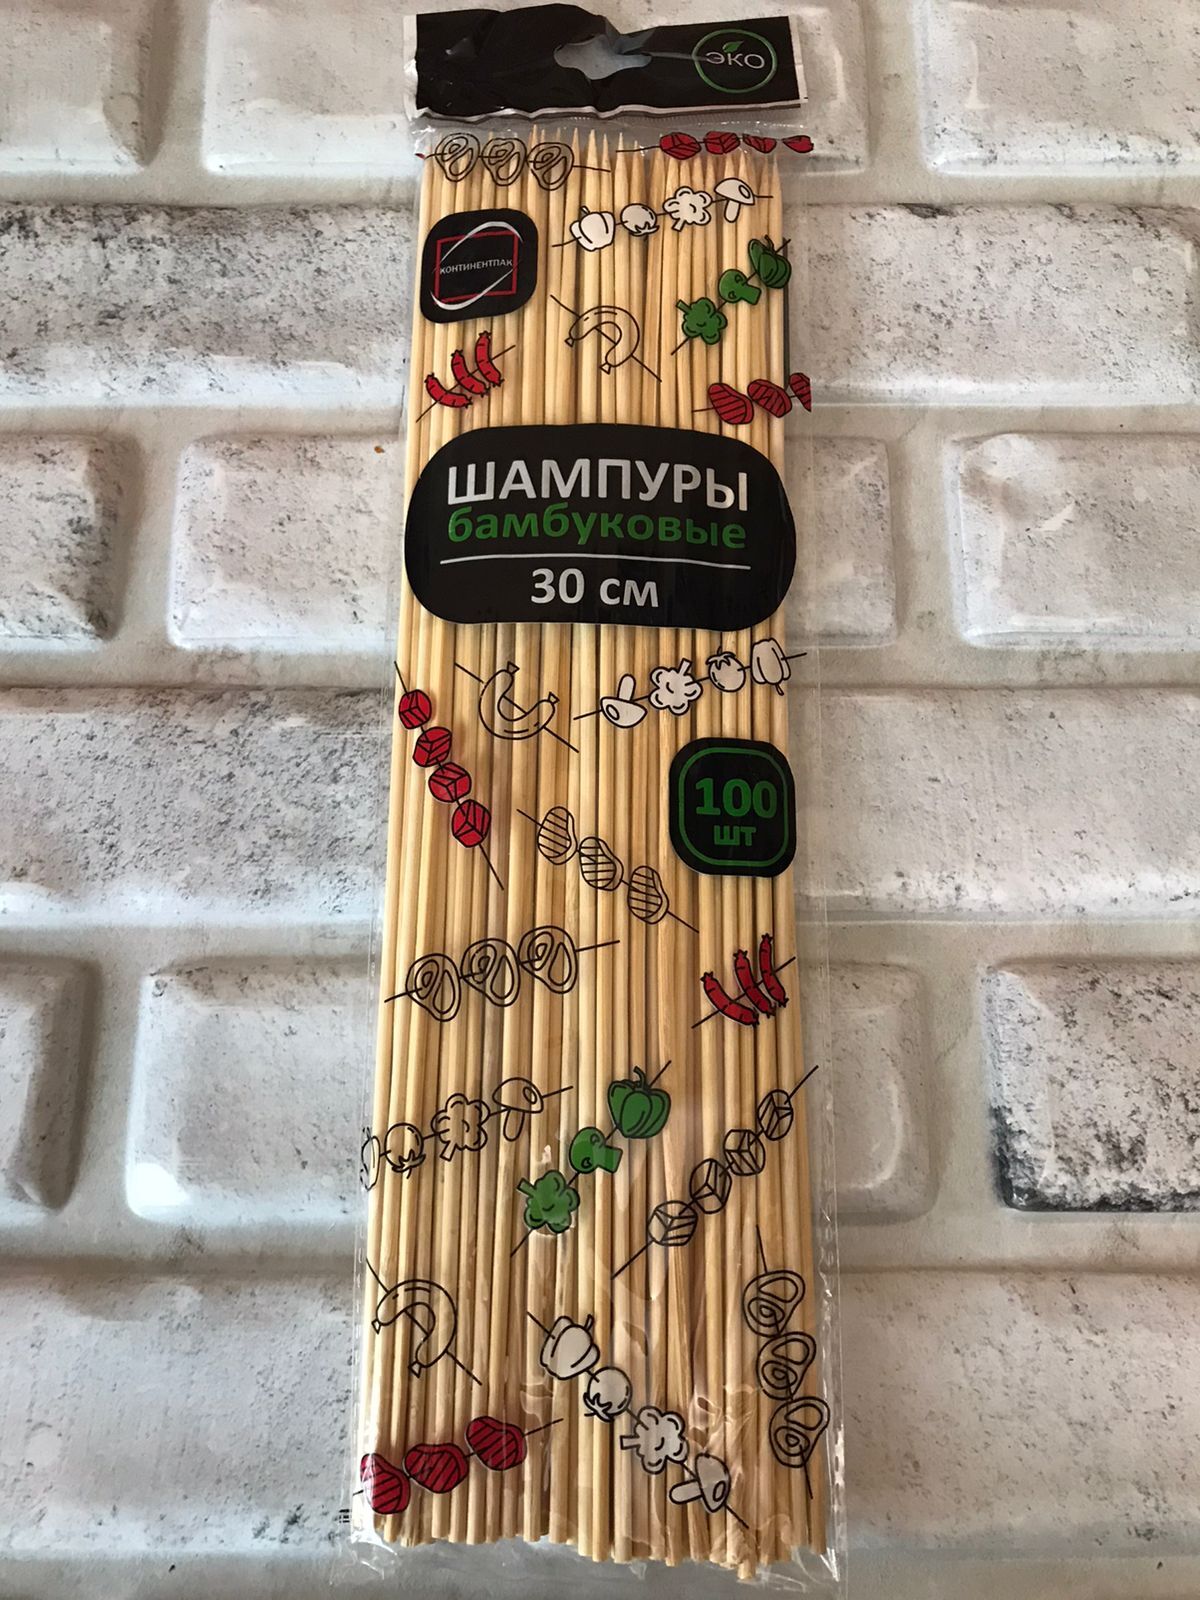 ЭКО
КОНТИНЕНТПАК
ШАМПУРЫ
бамбуковые
30 см
100
шт